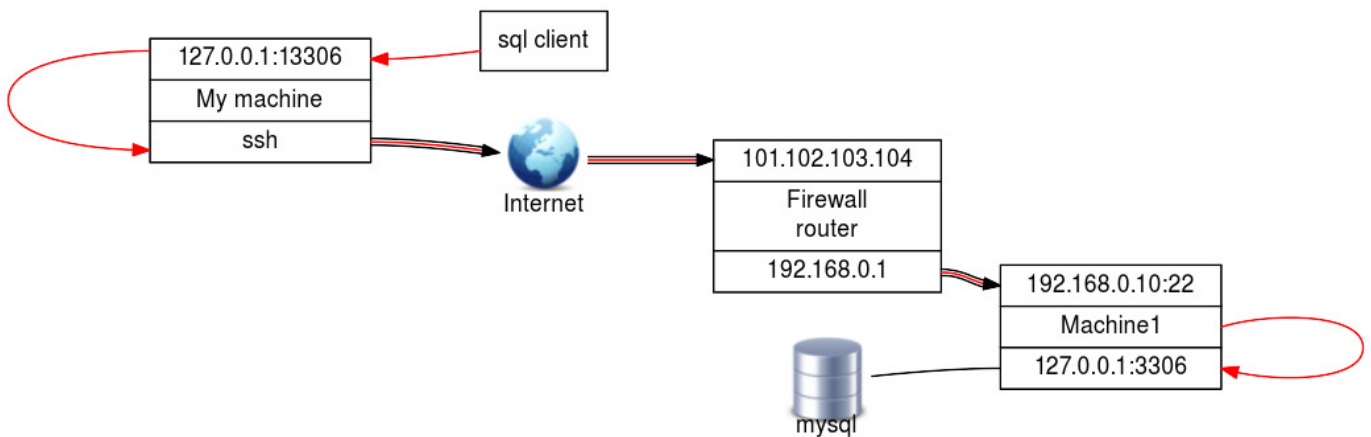 sql client
127.0.0.1:13306
My machine
ssh
Internet
101.102.103.104
Firewall
router
192.168.0.1
192.168.0.10:22
Machine1
127.0.0.1:3306
mysql